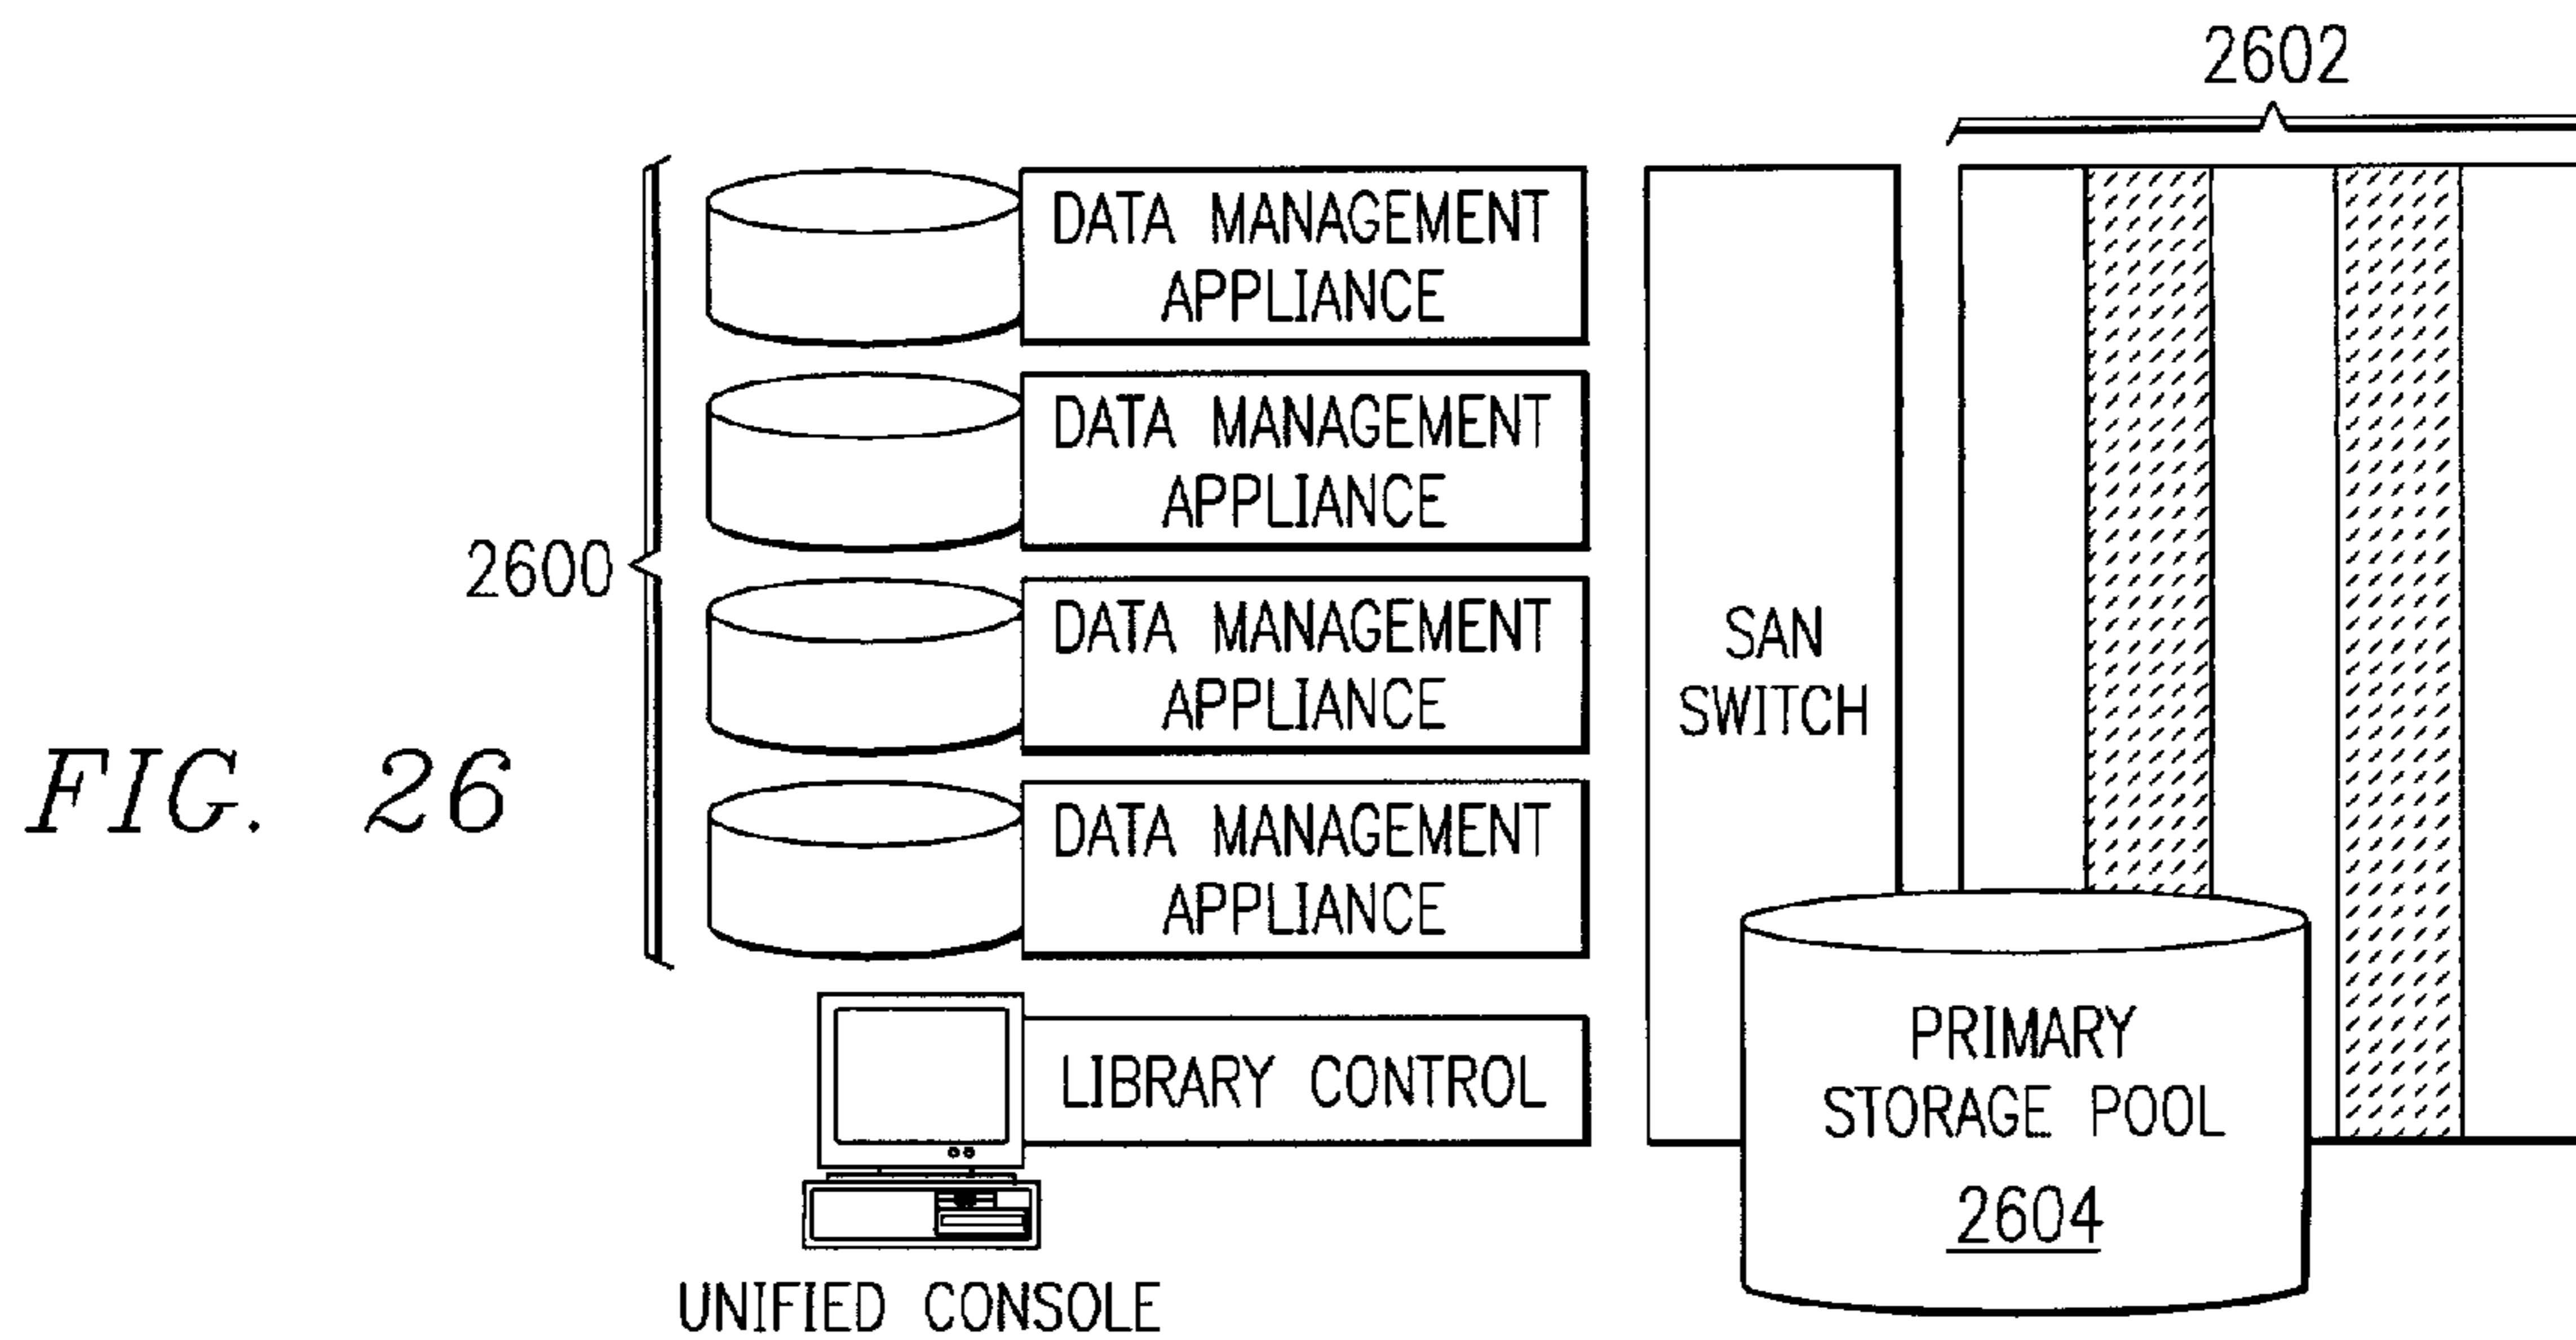 2602
DATA MANAGEMENT
APPLIANCE
DATA MANAGEMENT
APPLIANCE
2600
DATA MANAGEMENT
APPLIANCE
SAN
SWITCH
FIG. 26
DATA MANAGEMENT
APPLIANCE
LIBRARY CONTROL
PRIMARY
STORAGE POOL
2604
UNIFIED CONSOLE